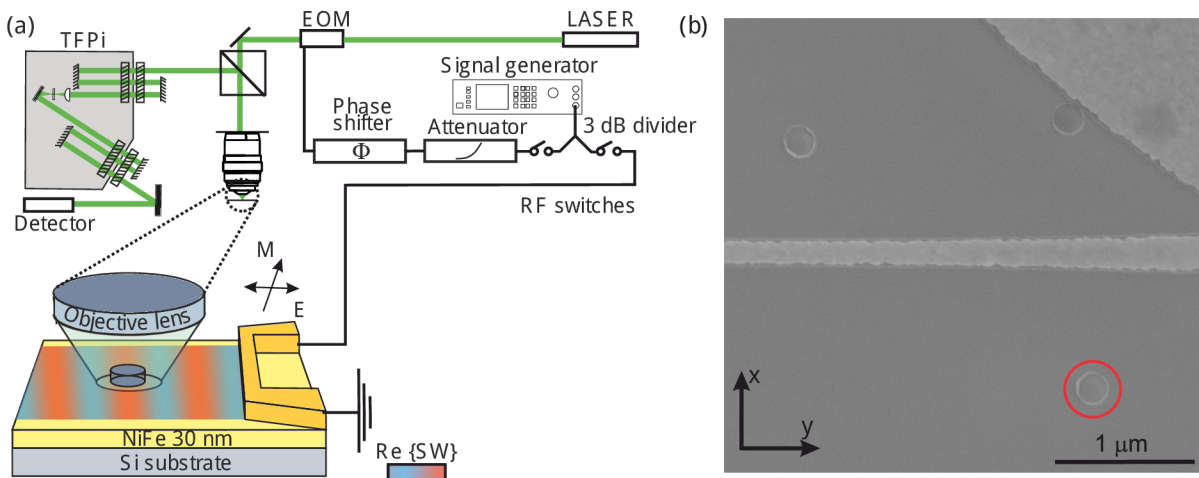 (a)
TFPi
EOM
LASER
Signal generator
Phase
shifter
Φ
Attenuator
3 dB divider
RF switches
Detector
M
E
Objective lens
NiFe 30 nm
Si substrate
Re {SW}
(b)
x
y
1 μm